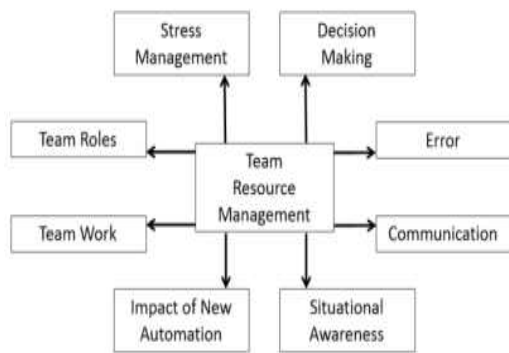 Stress
Management
Decision
Making
Team Roles
Team
Resource
Management
Error
Team Work
Communication
Impact of New
Automation
Situational
Awareness